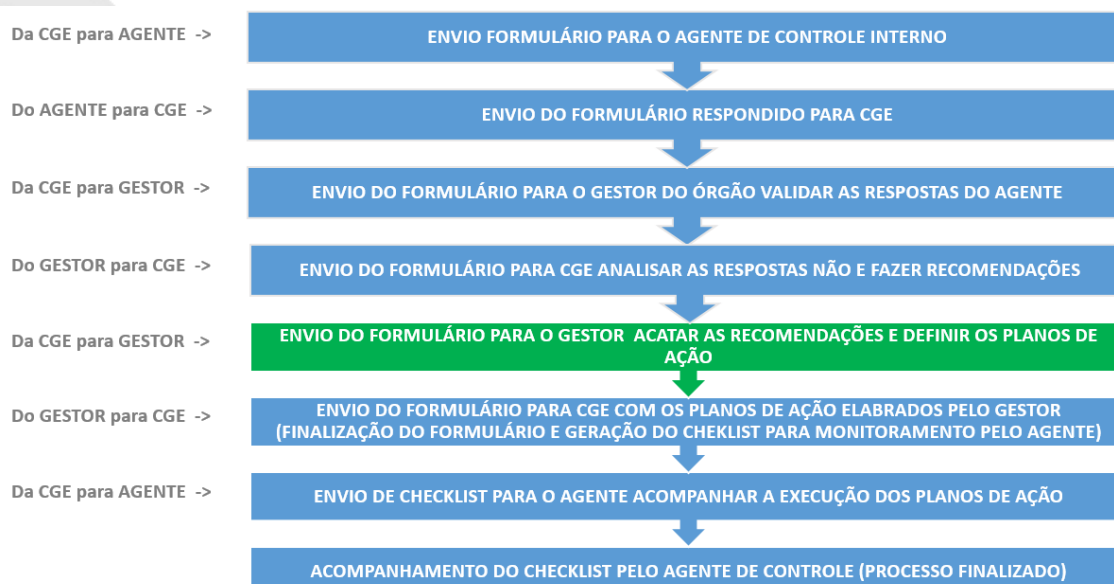 Da CGE para AGENTE ->
ENVIO FORMULÁRIO PARA O AGENTE DE CONTROLE INTERNO
Do AGENTE para CGE ->
ENVIO DO FORMULÁRIO RESPONDIDO PARA CGE
Da CGE para GESTOR ->
ENVIO DO FORMULÁRIO PARA O GESTOR DO ÓRGÃO VALIDAR AS RESPOSTAS DO AGENTE
Do GESTOR para CGE ->
ENVIO DO FORMULÁRIO PARA CGE ANALISAR AS RESPOSTAS NÃO E FAZER RECOMENDAÇÕES
Da CGE para GESTOR ->
ENVIO DO FORMULÁRIO PARA O GESTOR ACATAR AS RECOMENDAÇÕES E DEFINIR OS PLANOS DE
AÇÃO
Do GESTOR para CGE ->
ENVIO DO FORMULÁRIO PARA CGE COM OS PLANOS DE AÇÃO ELABRADOS PELO GESTOR
(FINALIZAÇÃO DO FORMULÁRIO E GERAÇÃO DO CHEKLIST PARA MONITORAMENTO PELO AGENTE)
Da CGE para AGENTE ->
ENVIO DE CHECKLIST PARA O AGENTE ACOMPANHAR A EXECUÇÃO DOS PLANOS DE AÇÃO
ACOMPANHAMENTO DO CHECKLIST PELO AGENTE DE CONTROLE (PROCESSO FINALIZADO)